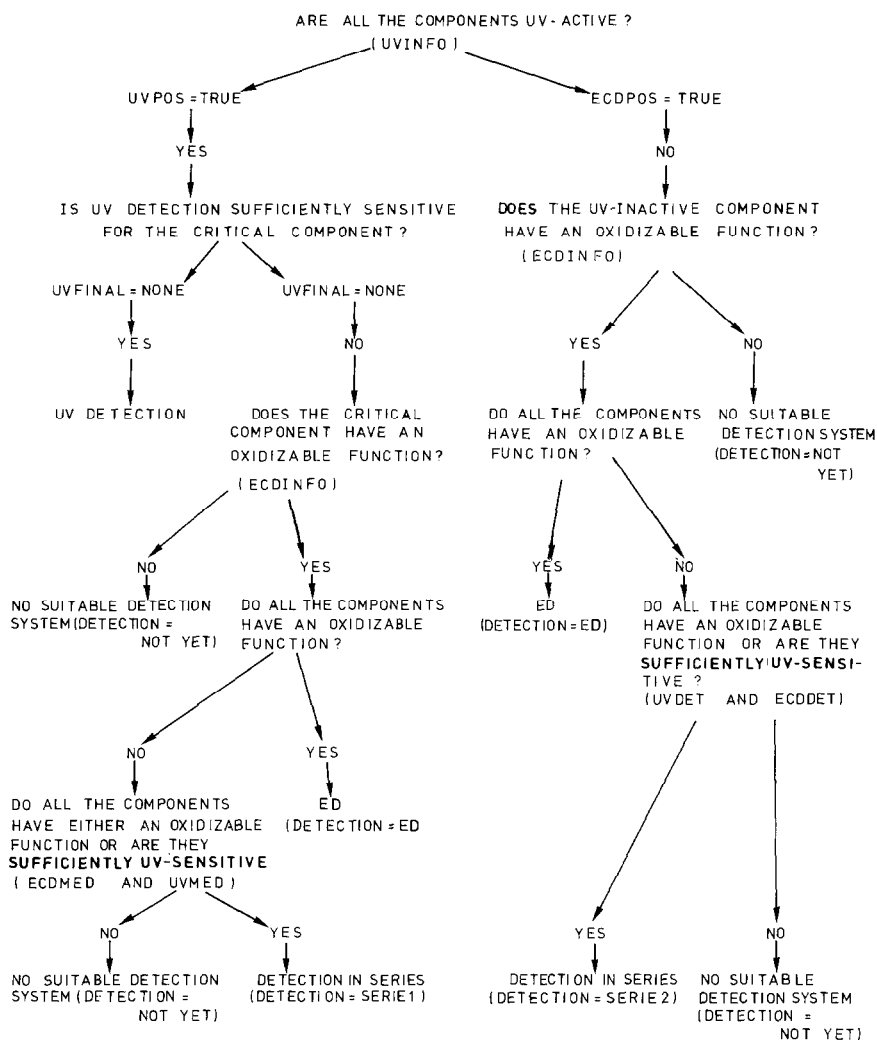 ARE ALL THE COMPONENTS UV-ACTIVE?
(UVINFO)
UVPOS=TRUE
ECDPOS=TRUE
YES
NO
IS UV DETECTION SUFFICIENTLY SENSITIVE
FOR THE CRITICAL COMPONENT?
DOES THE UV-INACTIVE COMPONENT
HAVE AN OXIDIZABLE FUNCTION?
(ECDINFO)
UVFINAL=NONE
UVFINAL=NONE
YES
NO
YES
NO
UV DETECTION
DOES THE CRITICAL
COMPONENT HAVE AN
OXIDIZABLE FUNCTION?
(ECDINFO)
DO ALL THE COMPONENTS
HAVE AN OXIDIZABLE
FUNCTION?
NO SUITABLE
DETECTION SYSTEM
(DETECTION=NOT
YET)
NO
YES
YES
NO
NO SUITABLE DETECTION
SYSTEM(DETECTION=
NOT YET)
DO ALL THE COMPONENTS
HAVE AN OXIDIZABLE
FUNCTION?
ED
(DETECTION=ED)
DO ALL THE COMPONENTS
HAVE AN OXIDIZABLE
FUNCTION OR ARE THEY
SUFFICIENTLY UV-SENSI-
TIVE?
(UVDET AND ECDDET)
NO
YES
DO ALL THE COMPONENTS
HAVE EITHER AN OXIDIZABLE
FUNCTION OR ARE THEY
SUFFICIENTLY UV-SENSITIVE
(ECDMED AND UVMED)
ED
(DETECTION=ED
NO
YES
YES
NO
NO SUITABLE DETECTION
SYSTEM(DETECTION=
NOT YET)
DETECTION IN SERIES
(DETECTION=SERIE1)
DETECTION IN SERIES
(DETECTION=SERIE2)
NO SUITABLE
DETECTION SYSTEM
(DETECTION =
NOT YET)